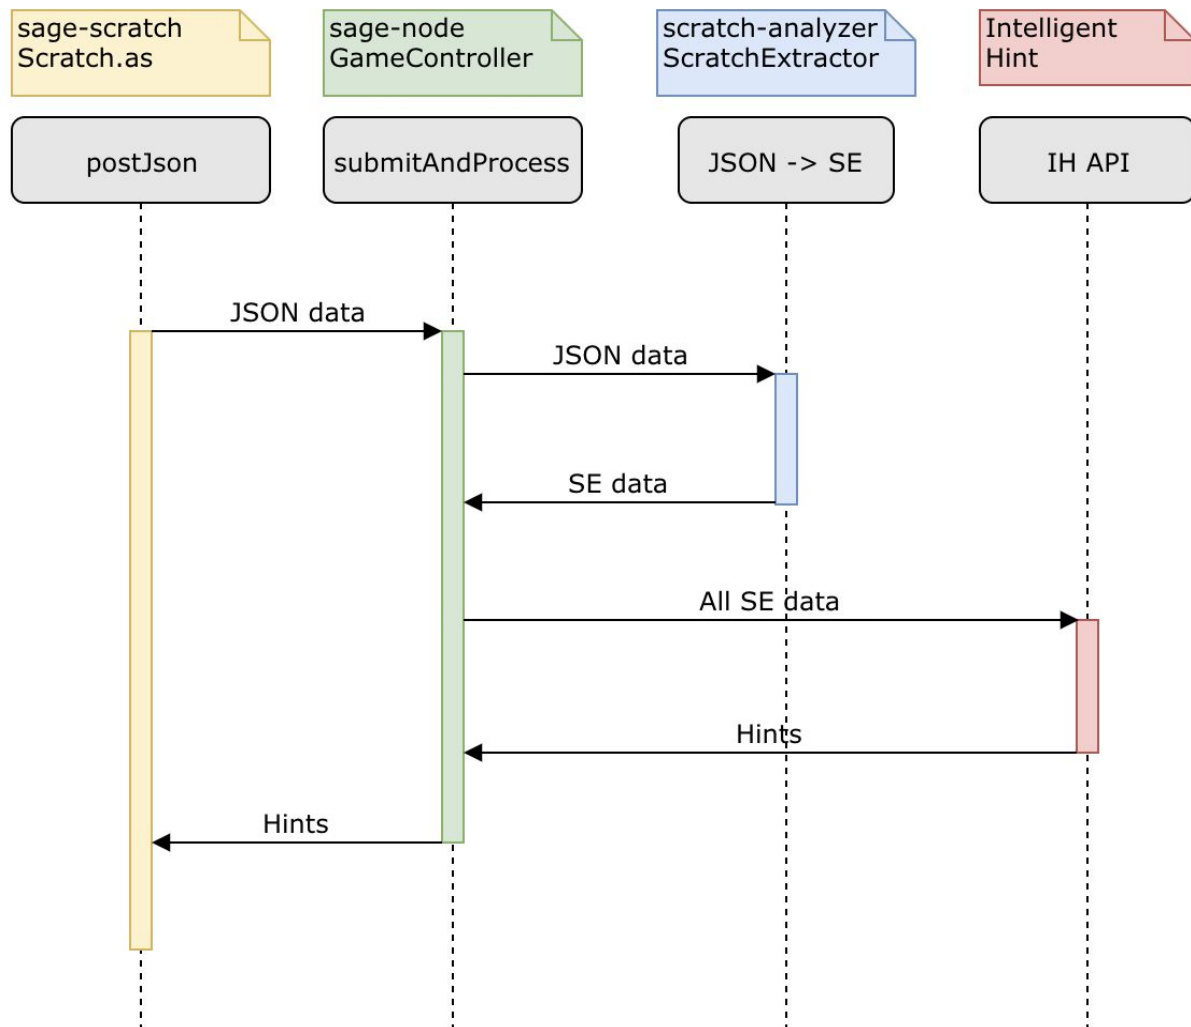 sage-scratch
Scratch.as
sage-node
GameController
scratch-analyzer
ScratchExtractor
Intelligent
Hint
postJson
submitAndProcess
JSON -> SE
IH API
JSON data
JSON data
SE data
All SE data
Hints
Hints